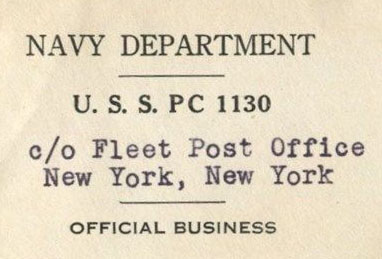 NAVY DEPARTMENT
U. S. S. PC 1130
c/o Fleet Post Office
New York, New York
OFFICIAL BUSINESS